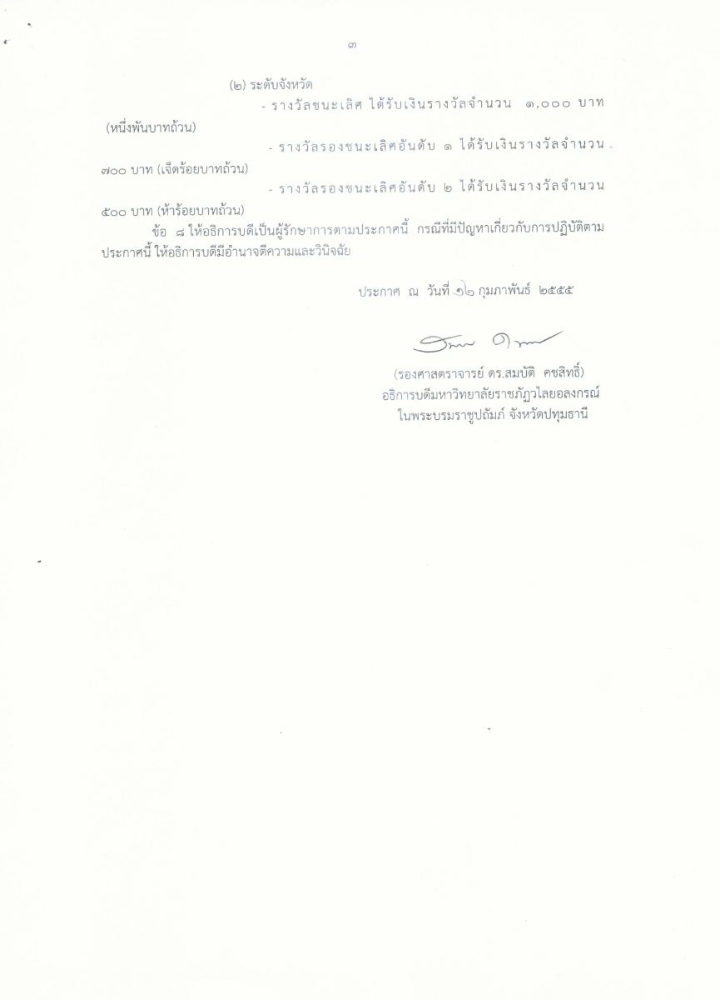 ๓
(๒) ระดับจังหวัด
- รางวัลชนะเลิศ ได้รับเงินรางวัลจำนวน ๑,๐๐๐ บาท
(หนึ่งพันบาทถ้วน)
- รางวัลรองชนะเลิศอันดับ ๑ ได้รับเงินรางวัลจำนวน
๗๐๐ บาท (เจ็ดร้อยบาทถ้วน)
- รางวัลรองชนะเลิศอันดับ ๒ ได้รับเงินรางวัลจำนวน
๕๐๐ บาท (ห้าร้อยบาทถ้วน)
ข้อ ๘ ให้อธิการบดีเป็นผู้รักษาการตามประกาศนี้ กรณีที่มีปัญหาเกี่ยวกับการปฏิบัติตาม
ประกาศนี้ ให้อธิการบดีมีอำนาจตีความและวินิจฉัย
ประกาศ ณ วันที่ ๑๒ กุมภาพันธ์ ๒๕๕๕
(รองศาสตราจารย์ ดร.สมบัติ คชสิทธิ์)
อธิการบดีมหาวิทยาลัยราชภัฏวไลยอลงกรณ์
ในพระบรมราชูปถัมภ์ จังหวัดปทุมธานี